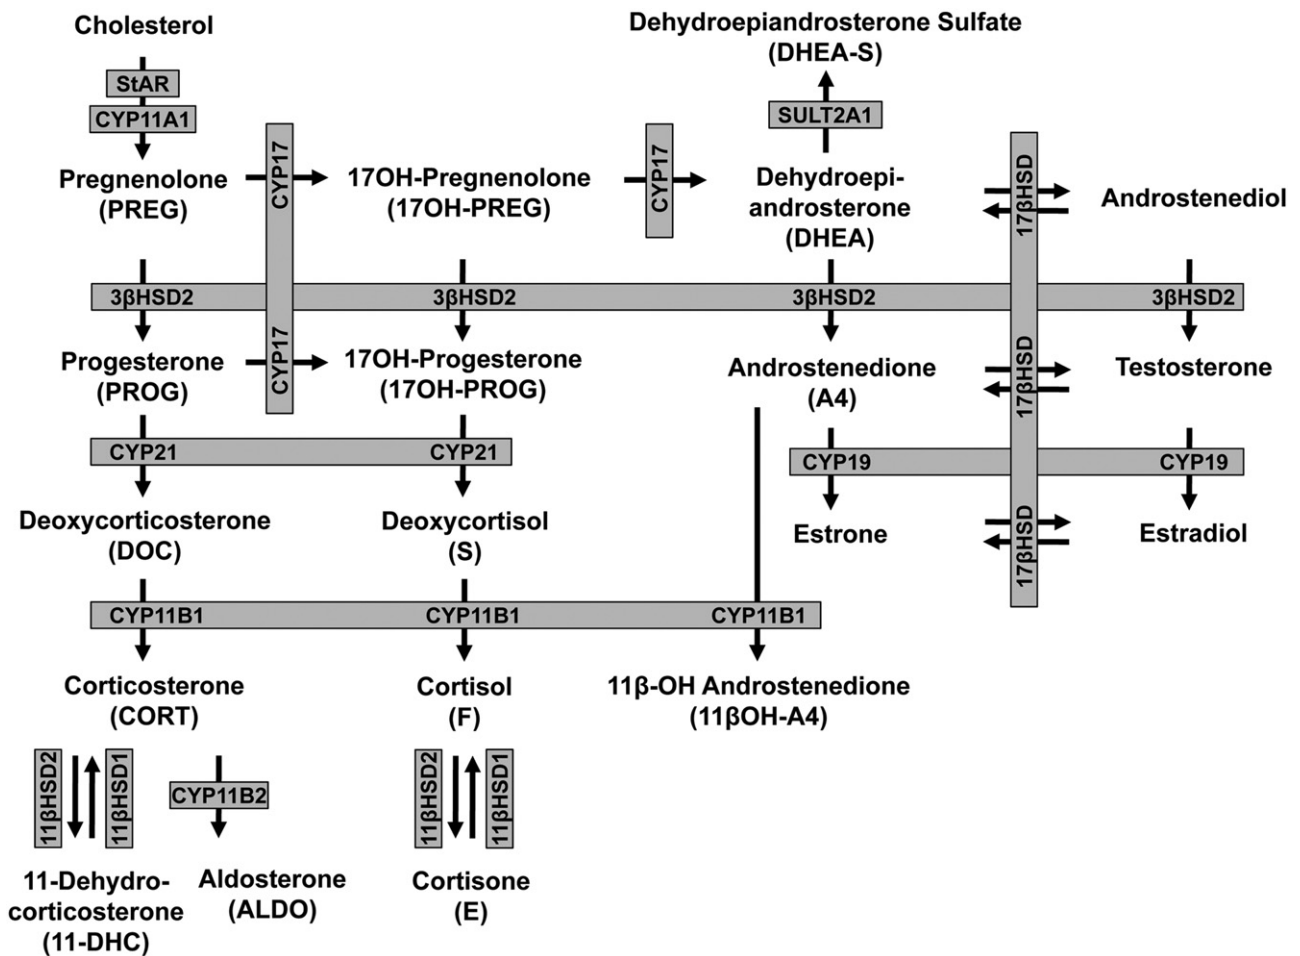 Cholesterol
Dehydroepiandrosterone Sulfate
(DHEA-S)
StAR
CYP11A1
SULT2A1
Pregnenolone
(PREG)
CYP17
17OH-Pregnenolone
(17OH-PREG)
CYP17
Dehydroepi-
androsterone
(DHEA)
17βHSD
Androstenediol
3βHSD2
3βHSD2
3βHSD2
3βHSD2
Progesterone
(PROG)
CYP17
17OH-Progesterone
(17OH-PROG)
Androstenedione
(A4)
17βHSD
Testosterone
CYP21
CYP21
CYP19
CYP19
Deoxycorticosterone
(DOC)
Deoxycortisol
(S)
Estrone
17βHSD
Estradiol
CYP11B1
CYP11B1
CYP11B1
Corticosterone
(CORT)
Cortisol
(F)
11β-OH Androstenedione
(11βOH-A4)
11βHSD2
11βHSD1
CYP11B2
11βHSD2
11βHSD1
11-Dehydro-
corticosterone
(11-DHC)
Aldosterone
(ALDO)
Cortisone
(E)